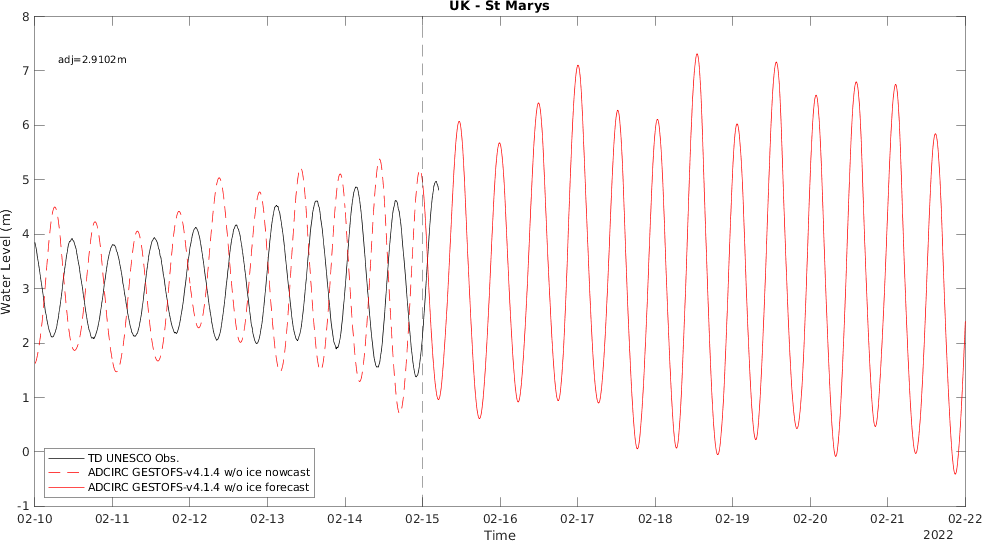 UK - St Marys
adj=2.9102m
Water Level (m)
8
7
6
5
4
3
2
1
0
-1
TD UNESCO Obs.
ADCIRC GESTOFS-v4.1.4 w/o ice nowcast
ADCIRC GESTOFS-v4.1.4 w/o ice forecast
02-10 02-11 02-12 02-13 02-14 02-15 02-16 02-17 02-18 02-19 02-20 02-21 02-22
Time
2022